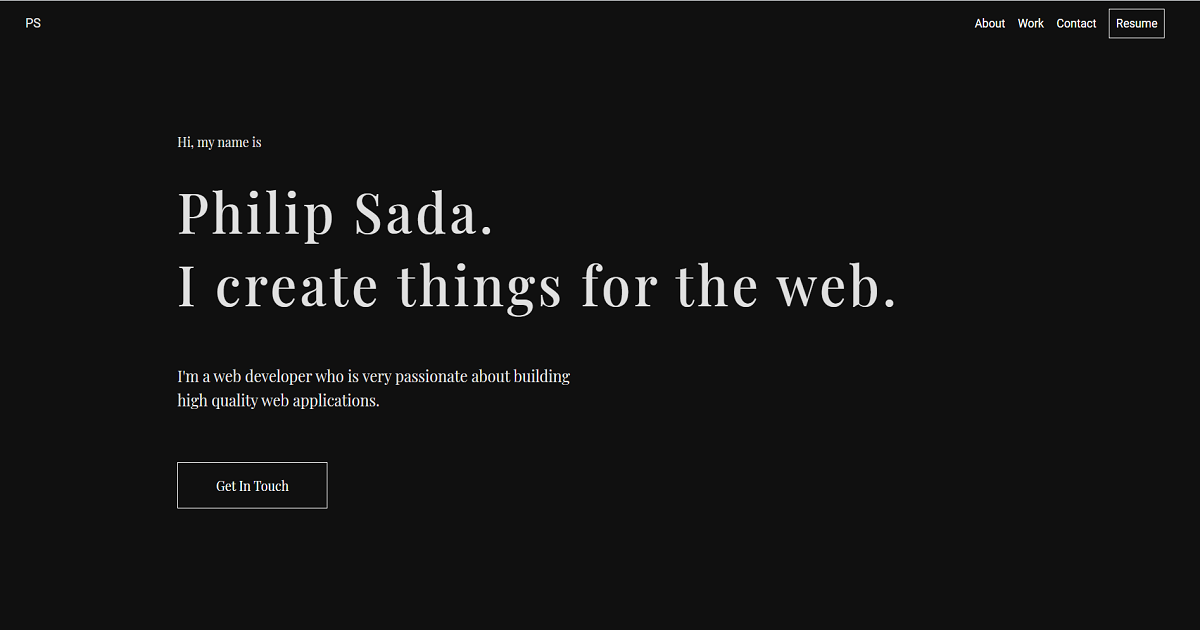 PS
About Work Contact Resume
Hi, my name is
Philip Sada.
I create things for the web.
I'm a web developer who is very passionate about building
high quality web applications.
Get In Touch